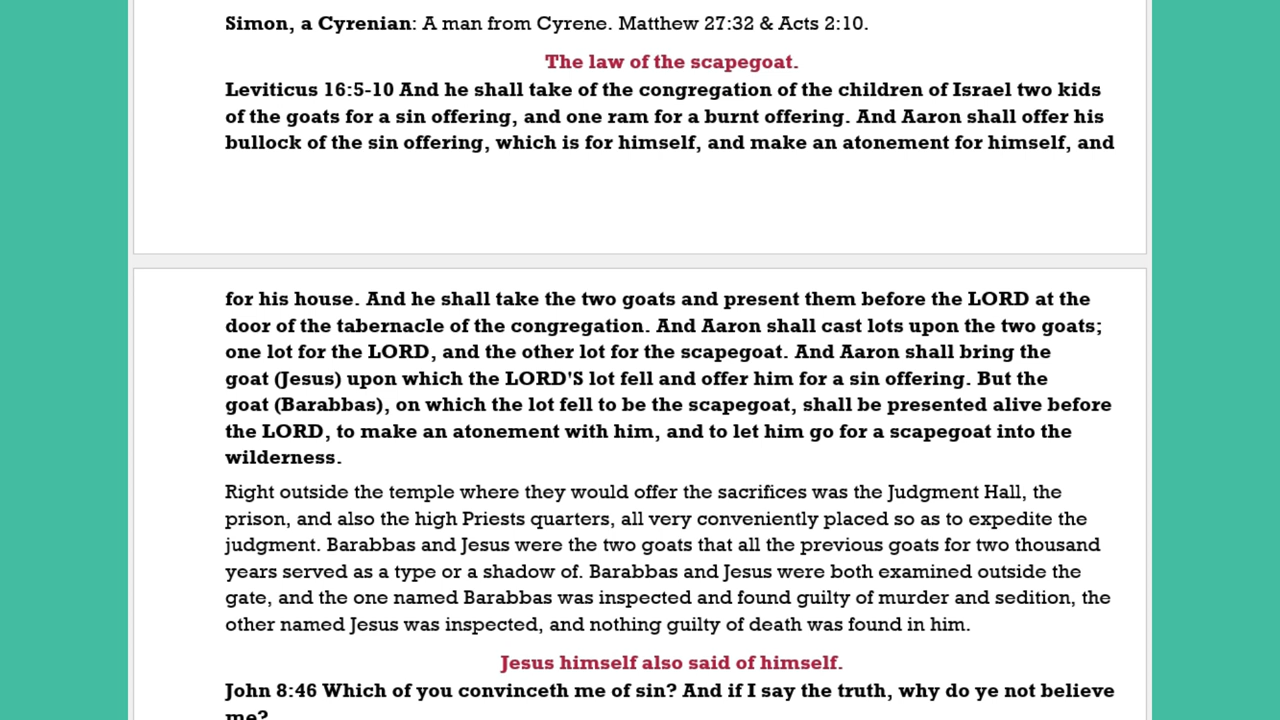 Simon, a Cyrenian: A man from Cyrene. Matthew 27:32 & Acts 2:10.
The law of the scapegoat.
Leviticus 16:5-10 And he shall take of the congregation of the children of Israel two kids
of the goats for a sin offering, and one ram for a burnt offering. And Aaron shall offer his
bullock of the sin offering, which is for himself, and make an atonement for himself, and
for his house. And he shall take the two goats and present them before the LORD at the
door of the tabernacle of the congregation. And Aaron shall cast lots upon the two goats;
one lot for the LORD, and the other lot for the scapegoat. And Aaron shall bring the
goat (Jesus) upon which the LORD'S lot fell and offer him for a sin offering. But the
goat (Barabbas), on which the lot fell to be the scapegoat, shall be presented alive before
the LORD, to make an atonement with him, and to let him go for a scapegoat into the
wilderness.
Right outside the temple where they would offer the sacrifices was the Judgment Hall, the
prison, and also the high Priests quarters, all very conveniently placed so as to expedite the
judgment. Barabbas and Jesus were the two goats that all the previous goats for two thousand
years served as a type or a shadow of. Barabbas and Jesus were both examined outside the
gate, and the one named Barabbas was inspected and found guilty of murder and sedition, the
other named Jesus was inspected, and nothing guilty of death was found in him.
Jesus himself also said of himself.
John 8:46 Which of you convinceth me of sin? And if I say the truth, why do ye not believe
me?